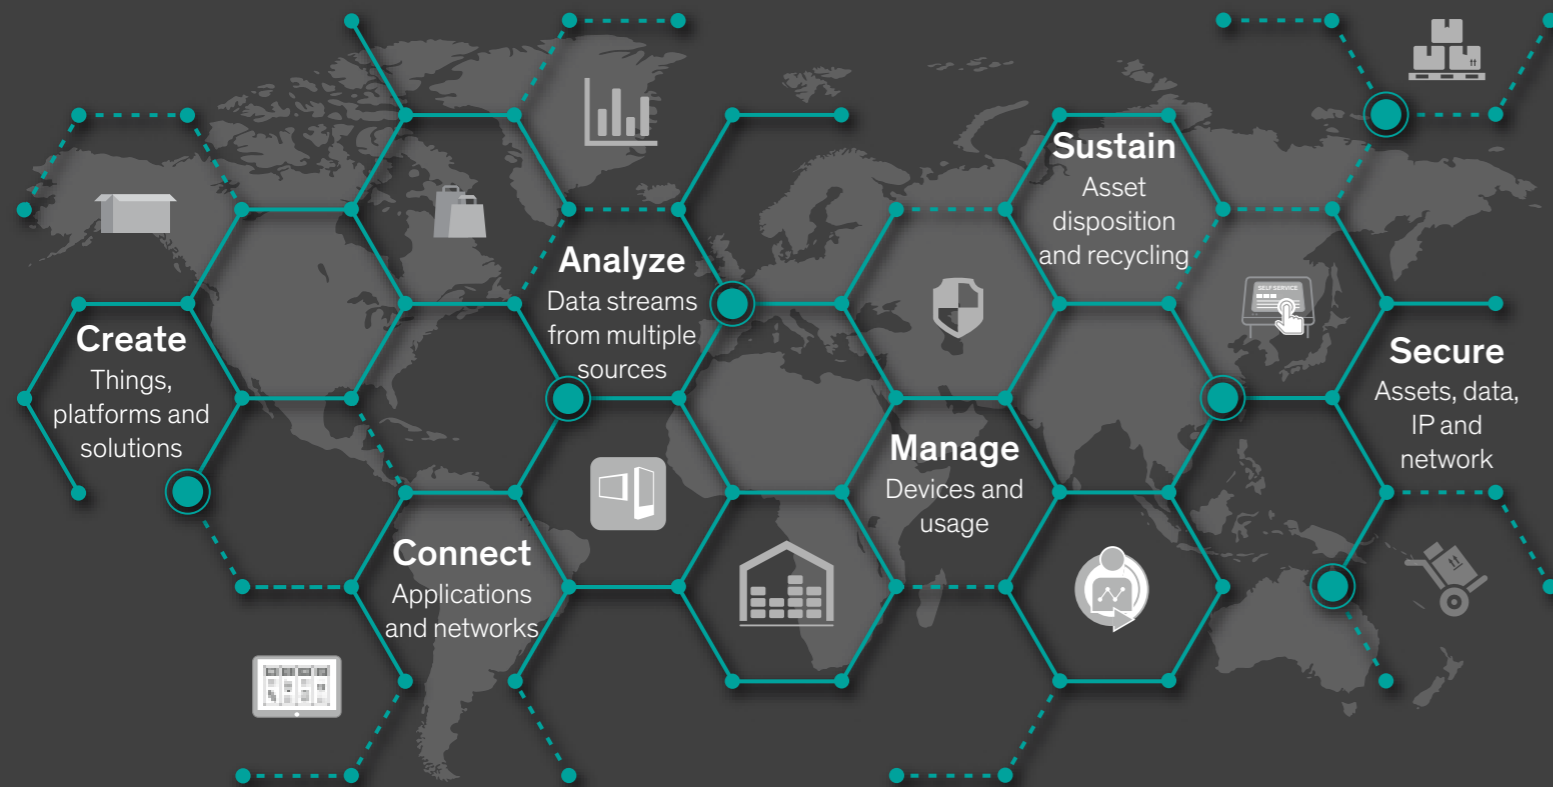 Create
Things,
platforms and
solutions
Connect
Applications
and networks
Analyze
Data streams
from multiple
sources
Manage
Devices and
usage
Sustain
Asset
disposition
and recycling
SELF SERVICE
Secure
Assets, data,
IP and
network